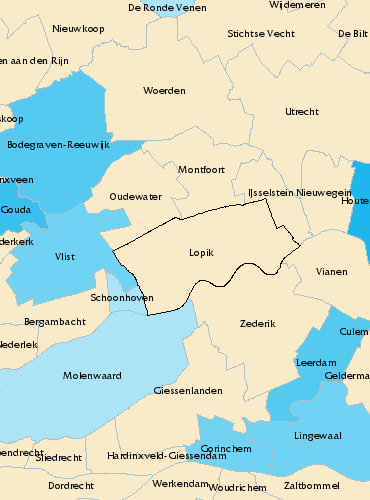 De Ronde Venen
Wijdemeren
Nieuwkoop
Stichtse Vecht
De Bilt
en aan den Rijn
Woerden
Utrecht
skoop
Bodegraven-Reeuwijk
Montfoort
nxveen
IJsselstein
Nieuwegein
Oudewater
Houte
Gouda
derkerk
Vlist
Lopik
Vianen
Schoonhoven
Bergambacht
Zederik
Culem
Nederlek
Leerdam
Molenwaard
Gelderma
Giessenlanden
Lingewaal
Gorinchem
endrecht
Sliedrecht
Hardinxveld-Giessendam
Dordrecht
Werkendam
Woudrichem
Zaltbommel